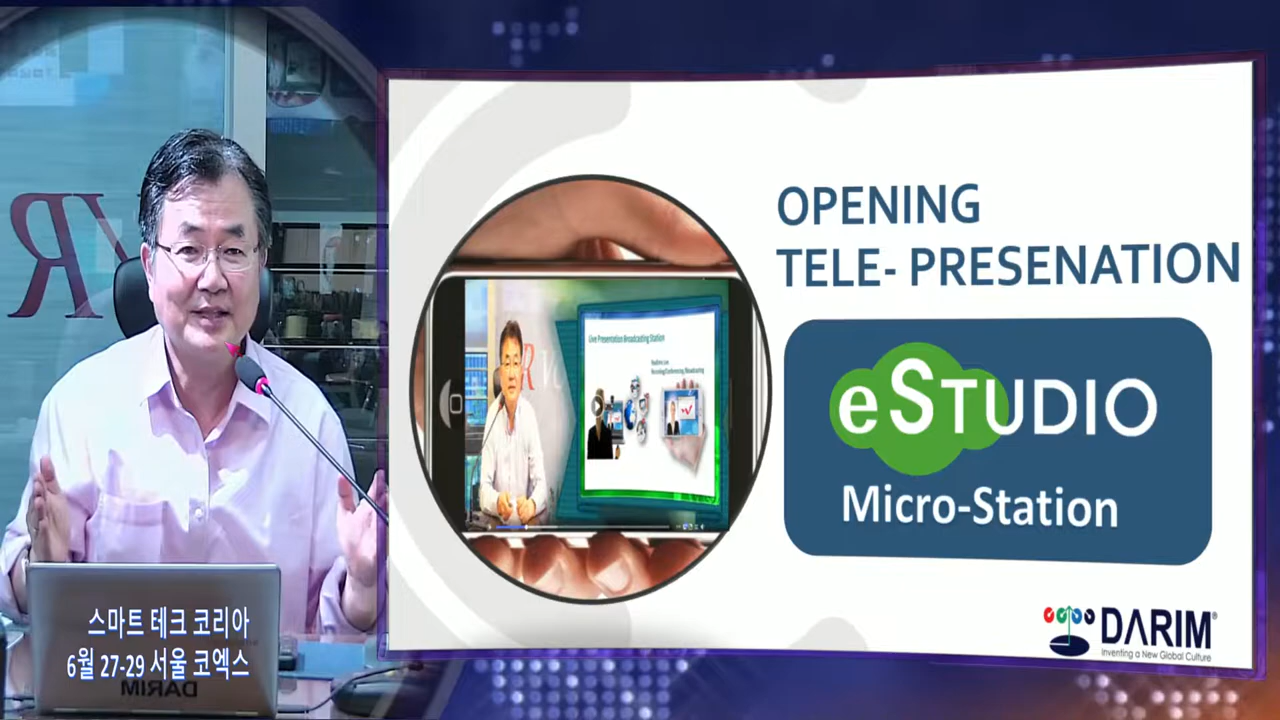 OPENING
TELE- PRESENATION
Live Presentation Broadcasting Station
eSTUDIO
Micro-Station
DARIM®
Inventing a New Global Culture
스마트 테크 코리아
6월 27-29 서울 코엑스
DARIM